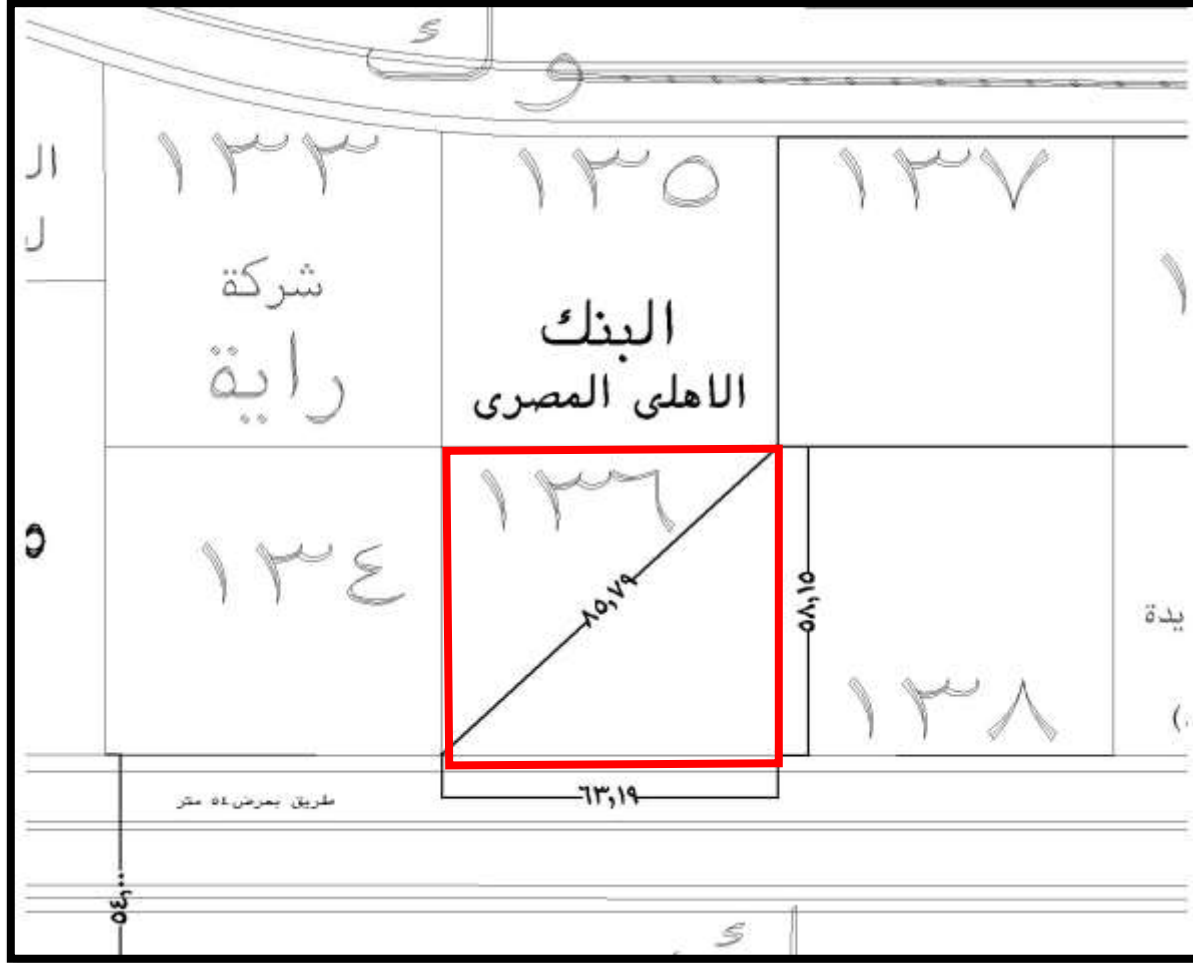 ك
و
١٣٣
١٣٥
١٣٧
شركة
راية
البنك
الاهلى المصرى
١٣٦
١٣٤
٨٥,٧٩
٥٨,١٥
يدة
١٣٨
٦٣,١٩
طريق بعرض ٥٤ متر
٥٤,٠٠